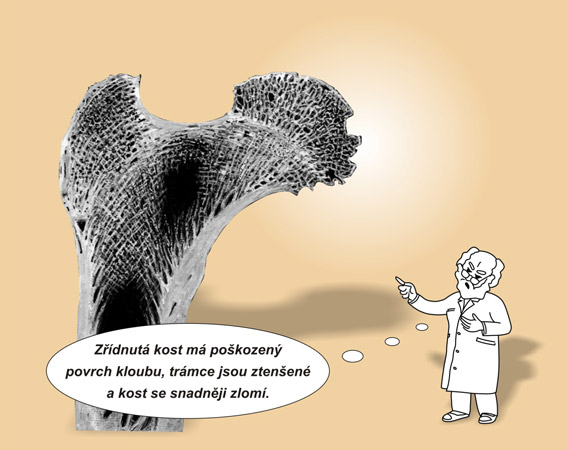 Zřídnutá kost má poškozený
povrch kloubu, trámce jsou ztenšené
a kost se snadněji zlomí.